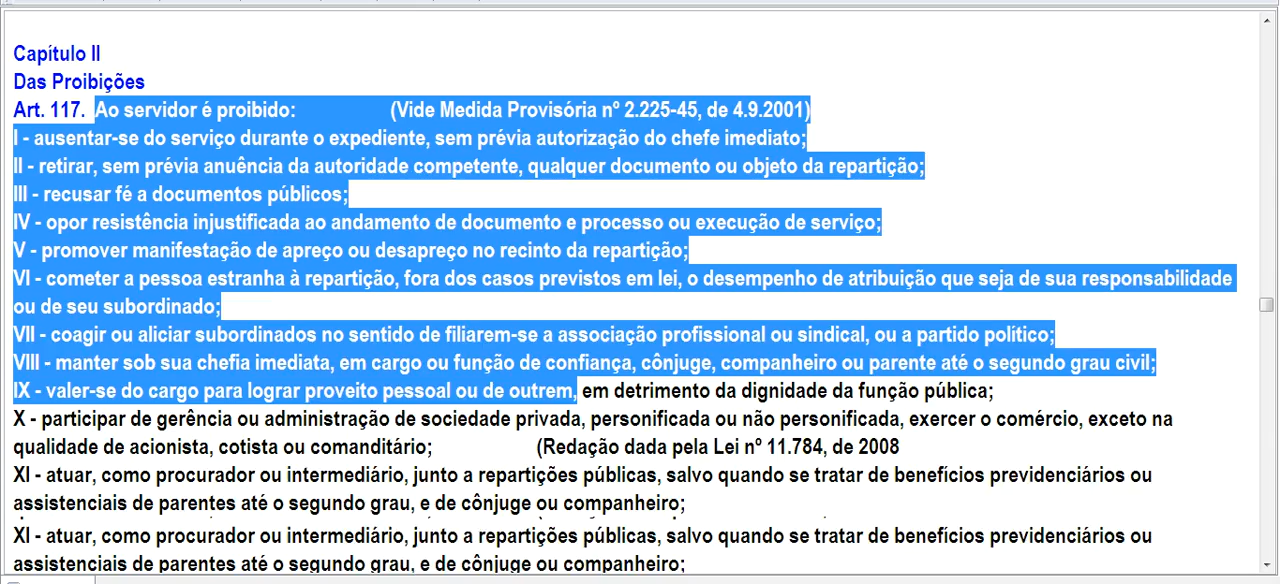 Capítulo II
Das Proibições
Art. 117. Ao servidor é proibido: (Vide Medida Provisória nº 2.225-45, de 4.9.2001)
I - ausentar-se do serviço durante o expediente, sem prévia autorização do chefe imediato;
II - retirar, sem prévia anuência da autoridade competente, qualquer documento ou objeto da repartição;
III - recusar fé a documentos públicos;
IV - opor resistência injustificada ao andamento de documento e processo ou execução de serviço;
V - promover manifestação de apreço ou desapreço no recinto da repartição;
VI - cometer a pessoa estranha à repartição, fora dos casos previstos em lei, o desempenho de atribuição que seja de sua responsabilidade
ou de seu subordinado;
VII - coagir ou aliciar subordinados no sentido de filiarem-se a associação profissional ou sindical, ou a partido político;
VIII - manter sob sua chefia imediata, em cargo ou função de confiança, cônjuge, companheiro ou parente até o segundo grau civil;
IX - valer-se do cargo para lograr proveito pessoal ou de outrem, em detrimento da dignidade da função pública;
X - participar de gerência ou administração de sociedade privada, personificada ou não personificada, exercer o comércio, exceto na
qualidade de acionista, cotista ou comanditário; (Redação dada pela Lei nº 11.784, de 2008
XI - atuar, como procurador ou intermediário, junto a repartições públicas, salvo quando se tratar de benefícios previdenciários ou
assistenciais de parentes até o segundo grau, e de cônjuge ou companheiro;
XI - atuar, como procurador ou intermediário, junto a repartições públicas, salvo quando se tratar de benefícios previdenciários ou
assistenciais de parentes até o segundo grau, e de cônjuge ou companheiro;